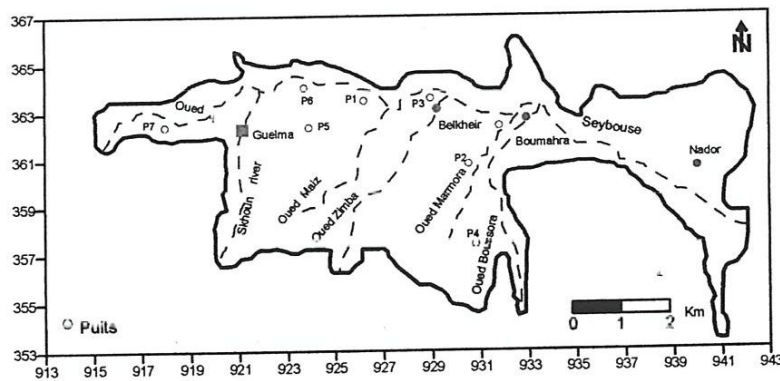 367
365
363
361
359
357
355
353
N
Oued
P6
P1
P3
P7
Guelma
P5
Belkheir
Seybouse
Boumahra
Nador
P2
Skhoun river
Oued Maiz
Oued Zimba
Oued Marmora
P4
Oued Boussora
0 1 2 Km
Puits
913 915 917 919 921 923 925 927 929 931 933 935 937 939 941 943